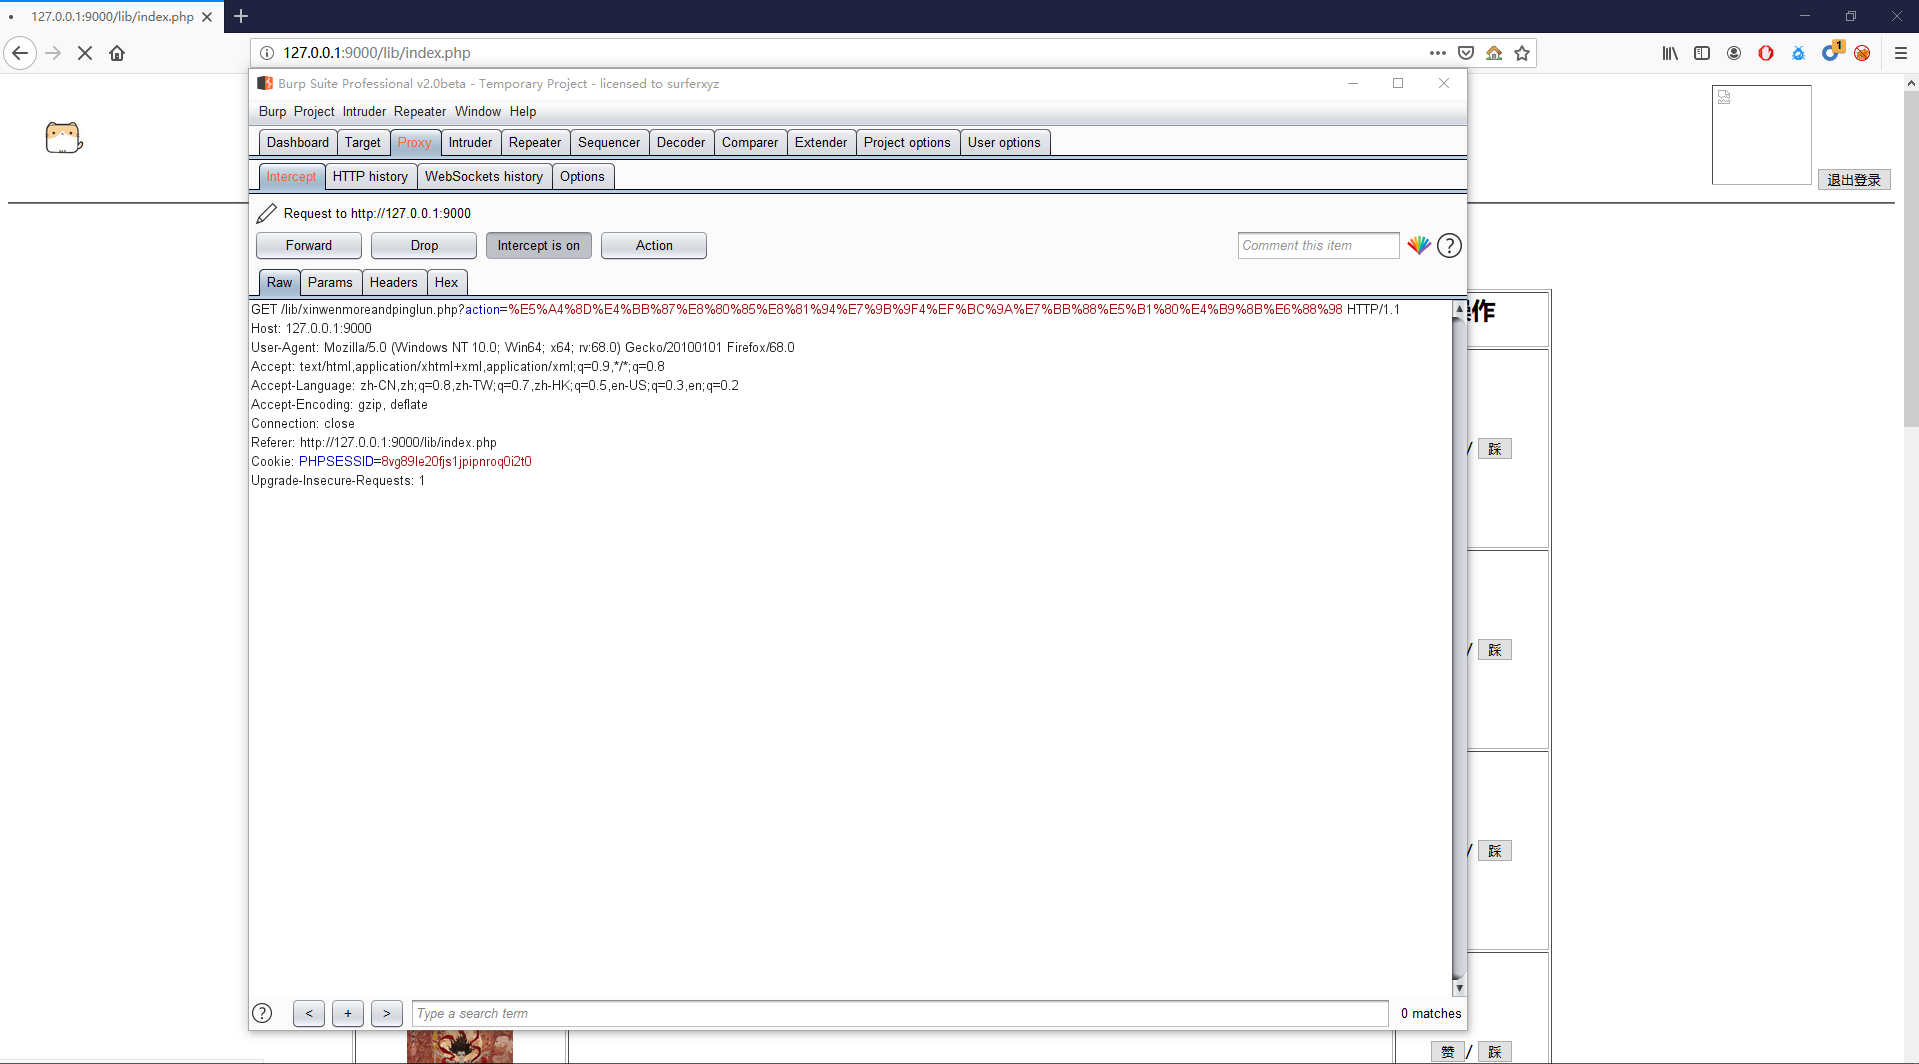 127.0.0.1:9000/lib/index.php
127.0.0.1:9000/lib/index.php
1
Burp Suite Professional v2.0beta - Temporary Project - licensed to surferxyz
Burp Project Intruder Repeater Window Help
Dashboard Target Proxy Intruder Repeater Sequencer Decoder Comparer Extender Project options User options
Intercept HTTP history WebSockets history Options
退出登录
Request to http://127.0.0.1:9000
Forward Drop Intercept is on Action Comment this item ?
Raw Params Headers Hex
GET /lib/xinwenmoreandpinglun.php?action=%E5%A4%8D%E4%BB%87%E8%80%85%E8%81%94%E7%9B%9F4%EF%BC%9A%E7%BB%88%E5%B1%80%E4%B9%8B%E6%88%98 HTTP/1.1
作
Host: 127.0.0.1:9000
User-Agent: Mozilla/5.0 (Windows NT 10.0; Win64; x64; rv:68.0) Gecko/20100101 Firefox/68.0
Accept: text/html,application/xhtml+xml,application/xml;q=0.9,*/*;q=0.8
Accept-Language: zh-CN,zh;q=0.8,zh-TW;q=0.7,zh-HK;q=0.5,en-US;q=0.3,en;q=0.2
Accept-Encoding: gzip, deflate
Connection: close
Referer: http://127.0.0.1:9000/lib/index.php
Cookie: PHPSESSID=8vg89le20fjs1jpipnroq0i2t0
Upgrade-Insecure-Requests: 1
/ 踩
/ 踩
/ 踩
? < + > Type a search term 0 matches
赞 / 踩